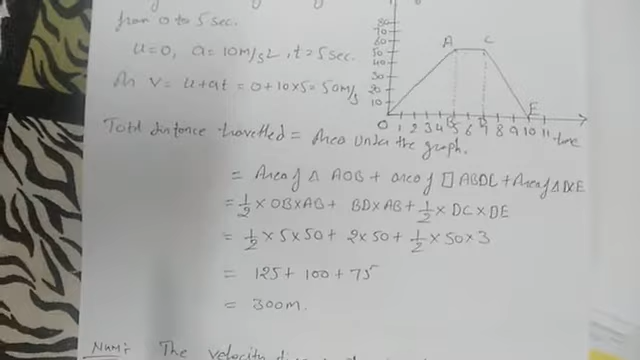 from 0 to 5 sec.
u=0, a=10m/s2, t=5sec.
v= u+at = 0+10×5= 50m/s
80
70
60
50
40
30
20
10
A C
0 1 2 3 4 5 6 7 8 9 10 11 time
B D E
Total distance travelled = Area under the graph.
= Area of Δ AOB + area of □ ABDC + Area of Δ DCE
= 1/2 × OB×AB + BD×AB + 1/2 × DC × DE
= 1/2 × 5×50 + 2×50 + 1/2 × 50×3
= 125 + 100 + 75
= 300m.
Num: The velocity